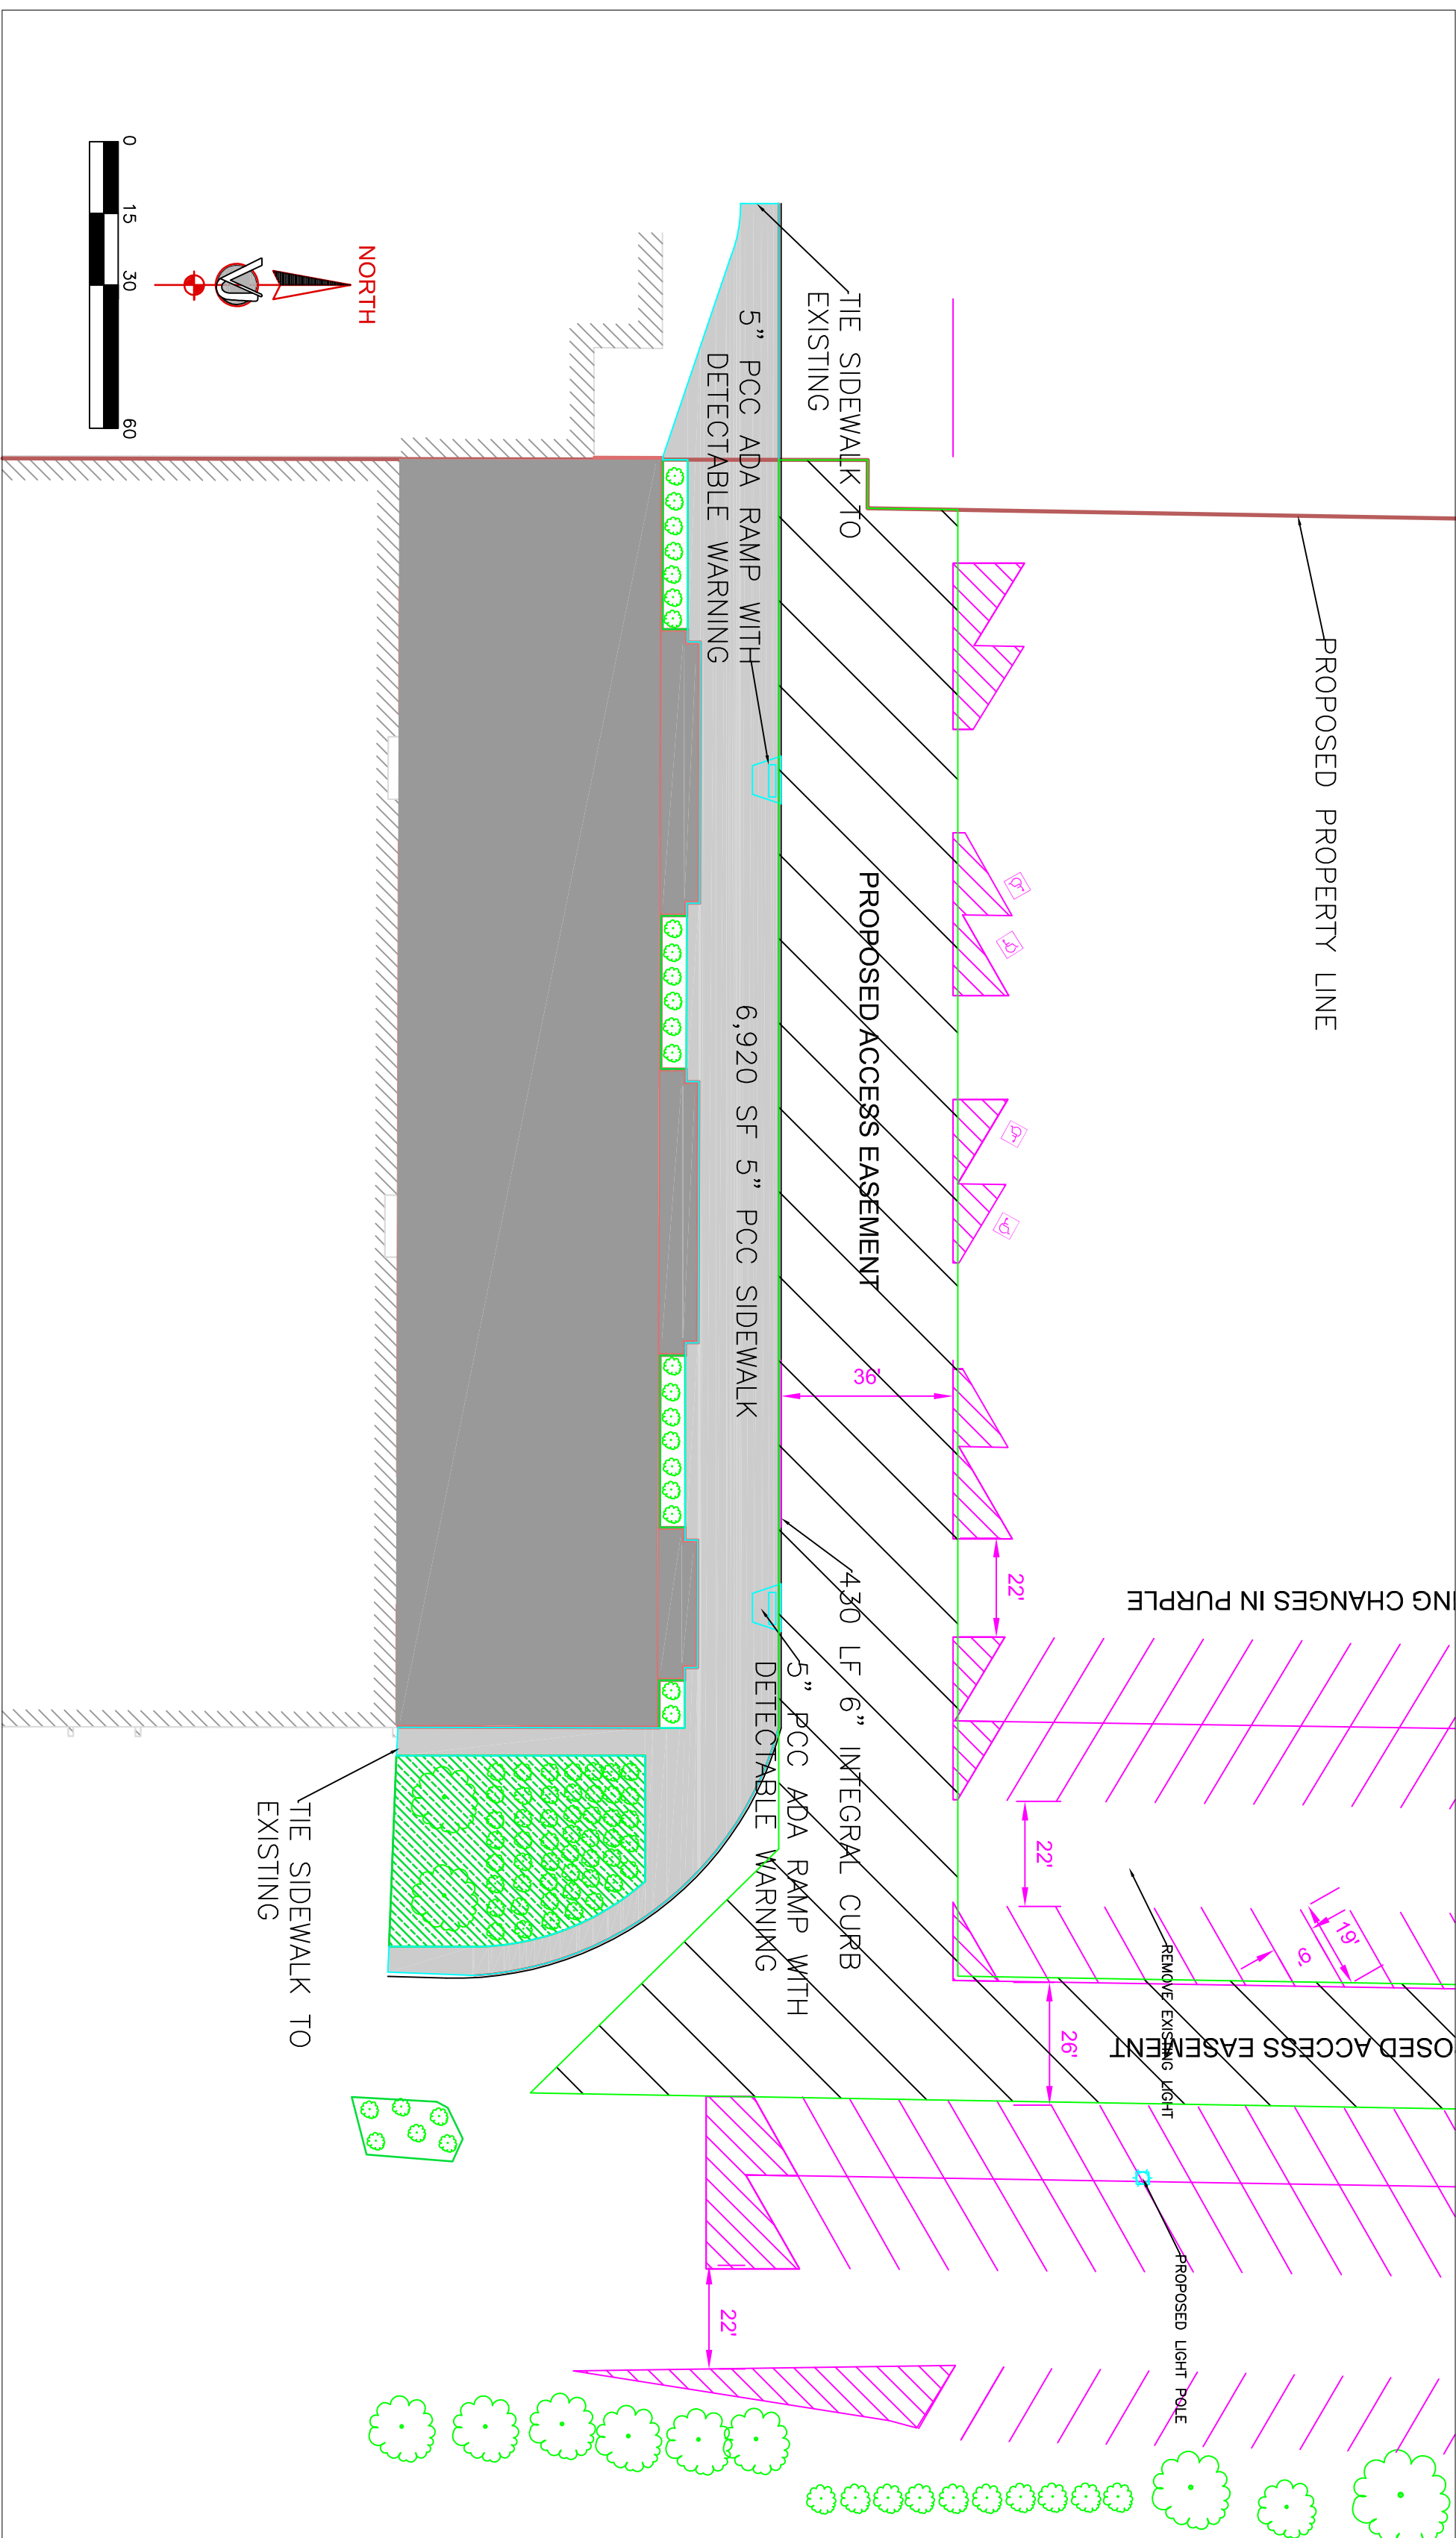 PROPOSED PROPERTY LINE
NORTH
0 15 30 60
TIE SIDEWALK TO
EXISTING
5" PCC ADA RAMP WITH
DETECTABLE WARNING
PROPOSED ACCESS EASEMENT
6,920 SF 5" PCC SIDEWALK
36'
22'
ING CHANGES IN PURPLE
430 LF 6" INTEGRAL CURB
5" PCC ADA RAMP WITH
DETECTABLE WARNING
22'
19'
9'
REMOVE EXISTING LIGHT
OSED ACCESS EASEMENT
26'
TIE SIDEWALK TO
EXISTING
PROPOSED LIGHT POLE
22'